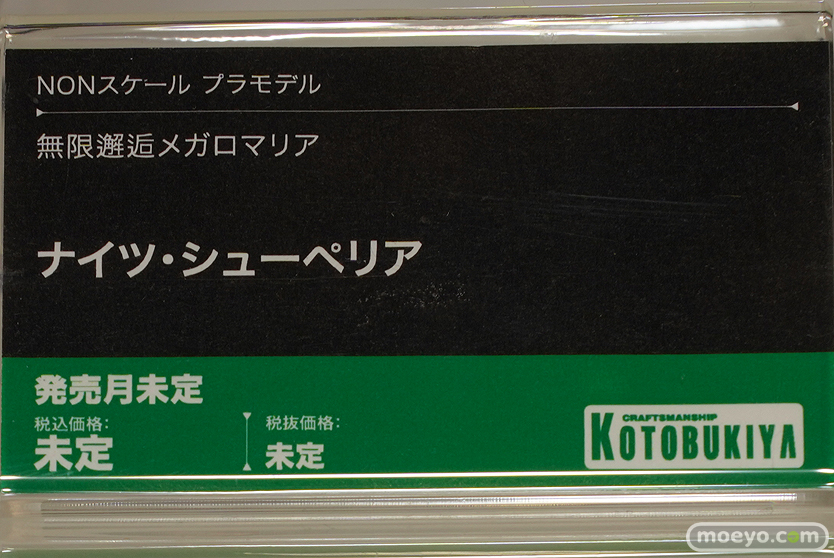 NONスケール プラモデル
無限邂逅メガロマリア
ナイツ・シューペリア
発売月未定
税込価格:
未定
税抜価格:
未定
CRAFTSMANSHIP
KOTOBUKIYA
moeyo.com